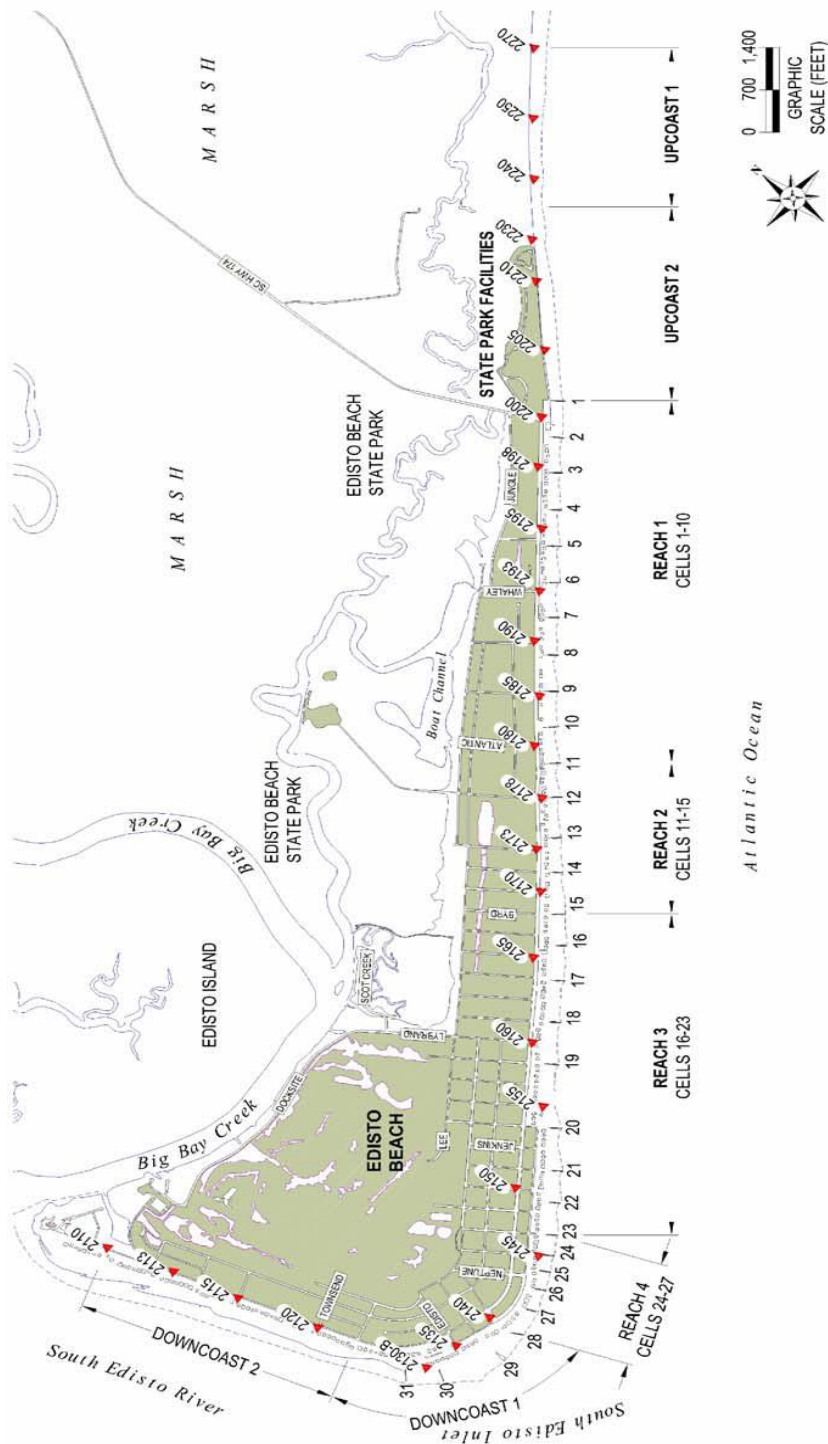 MARSH
MARSH
SC HWY 174
EDISTO BEACH
STATE PARK
EDISTO BEACH
STATE PARK
STATE PARK FACILITIES
Big Bay Creek
EDISTO ISLAND
Big Bay Creek
Boat Channel
SCOT CREEK
DOCKSITE
LYBRAND
EDISTO
BEACH
LEE
JENKINS
NEPTUNE
EDISTO
TOWNSEND
BYRD
ATLANTIC
WHALEY
JUNGLE
2110
2113
2115
2120
2130-B
2135
2140
2145
2150
2155
2160
2165
2170
2173
2178
2180
2185
2190
2193
2195
2198
2200
2205
2210
2230
2240
2250
2270
31
30
29
28
27
26
25
24
23
22
21
20
19
18
17
16
15
14
13
12
11
10
9
8
7
6
5
4
3
2
1
South Edisto River
DOWNCOAST 2
DOWNCOAST 1
South Edisto Inlet
REACH 4
CELLS 24-27
REACH 3
CELLS 16-23
REACH 2
CELLS 11-15
REACH 1
CELLS 1-10
UPCOAST 2
UPCOAST 1
Atlantic Ocean
N
0 700 1,400
GRAPHIC
SCALE (FEET)